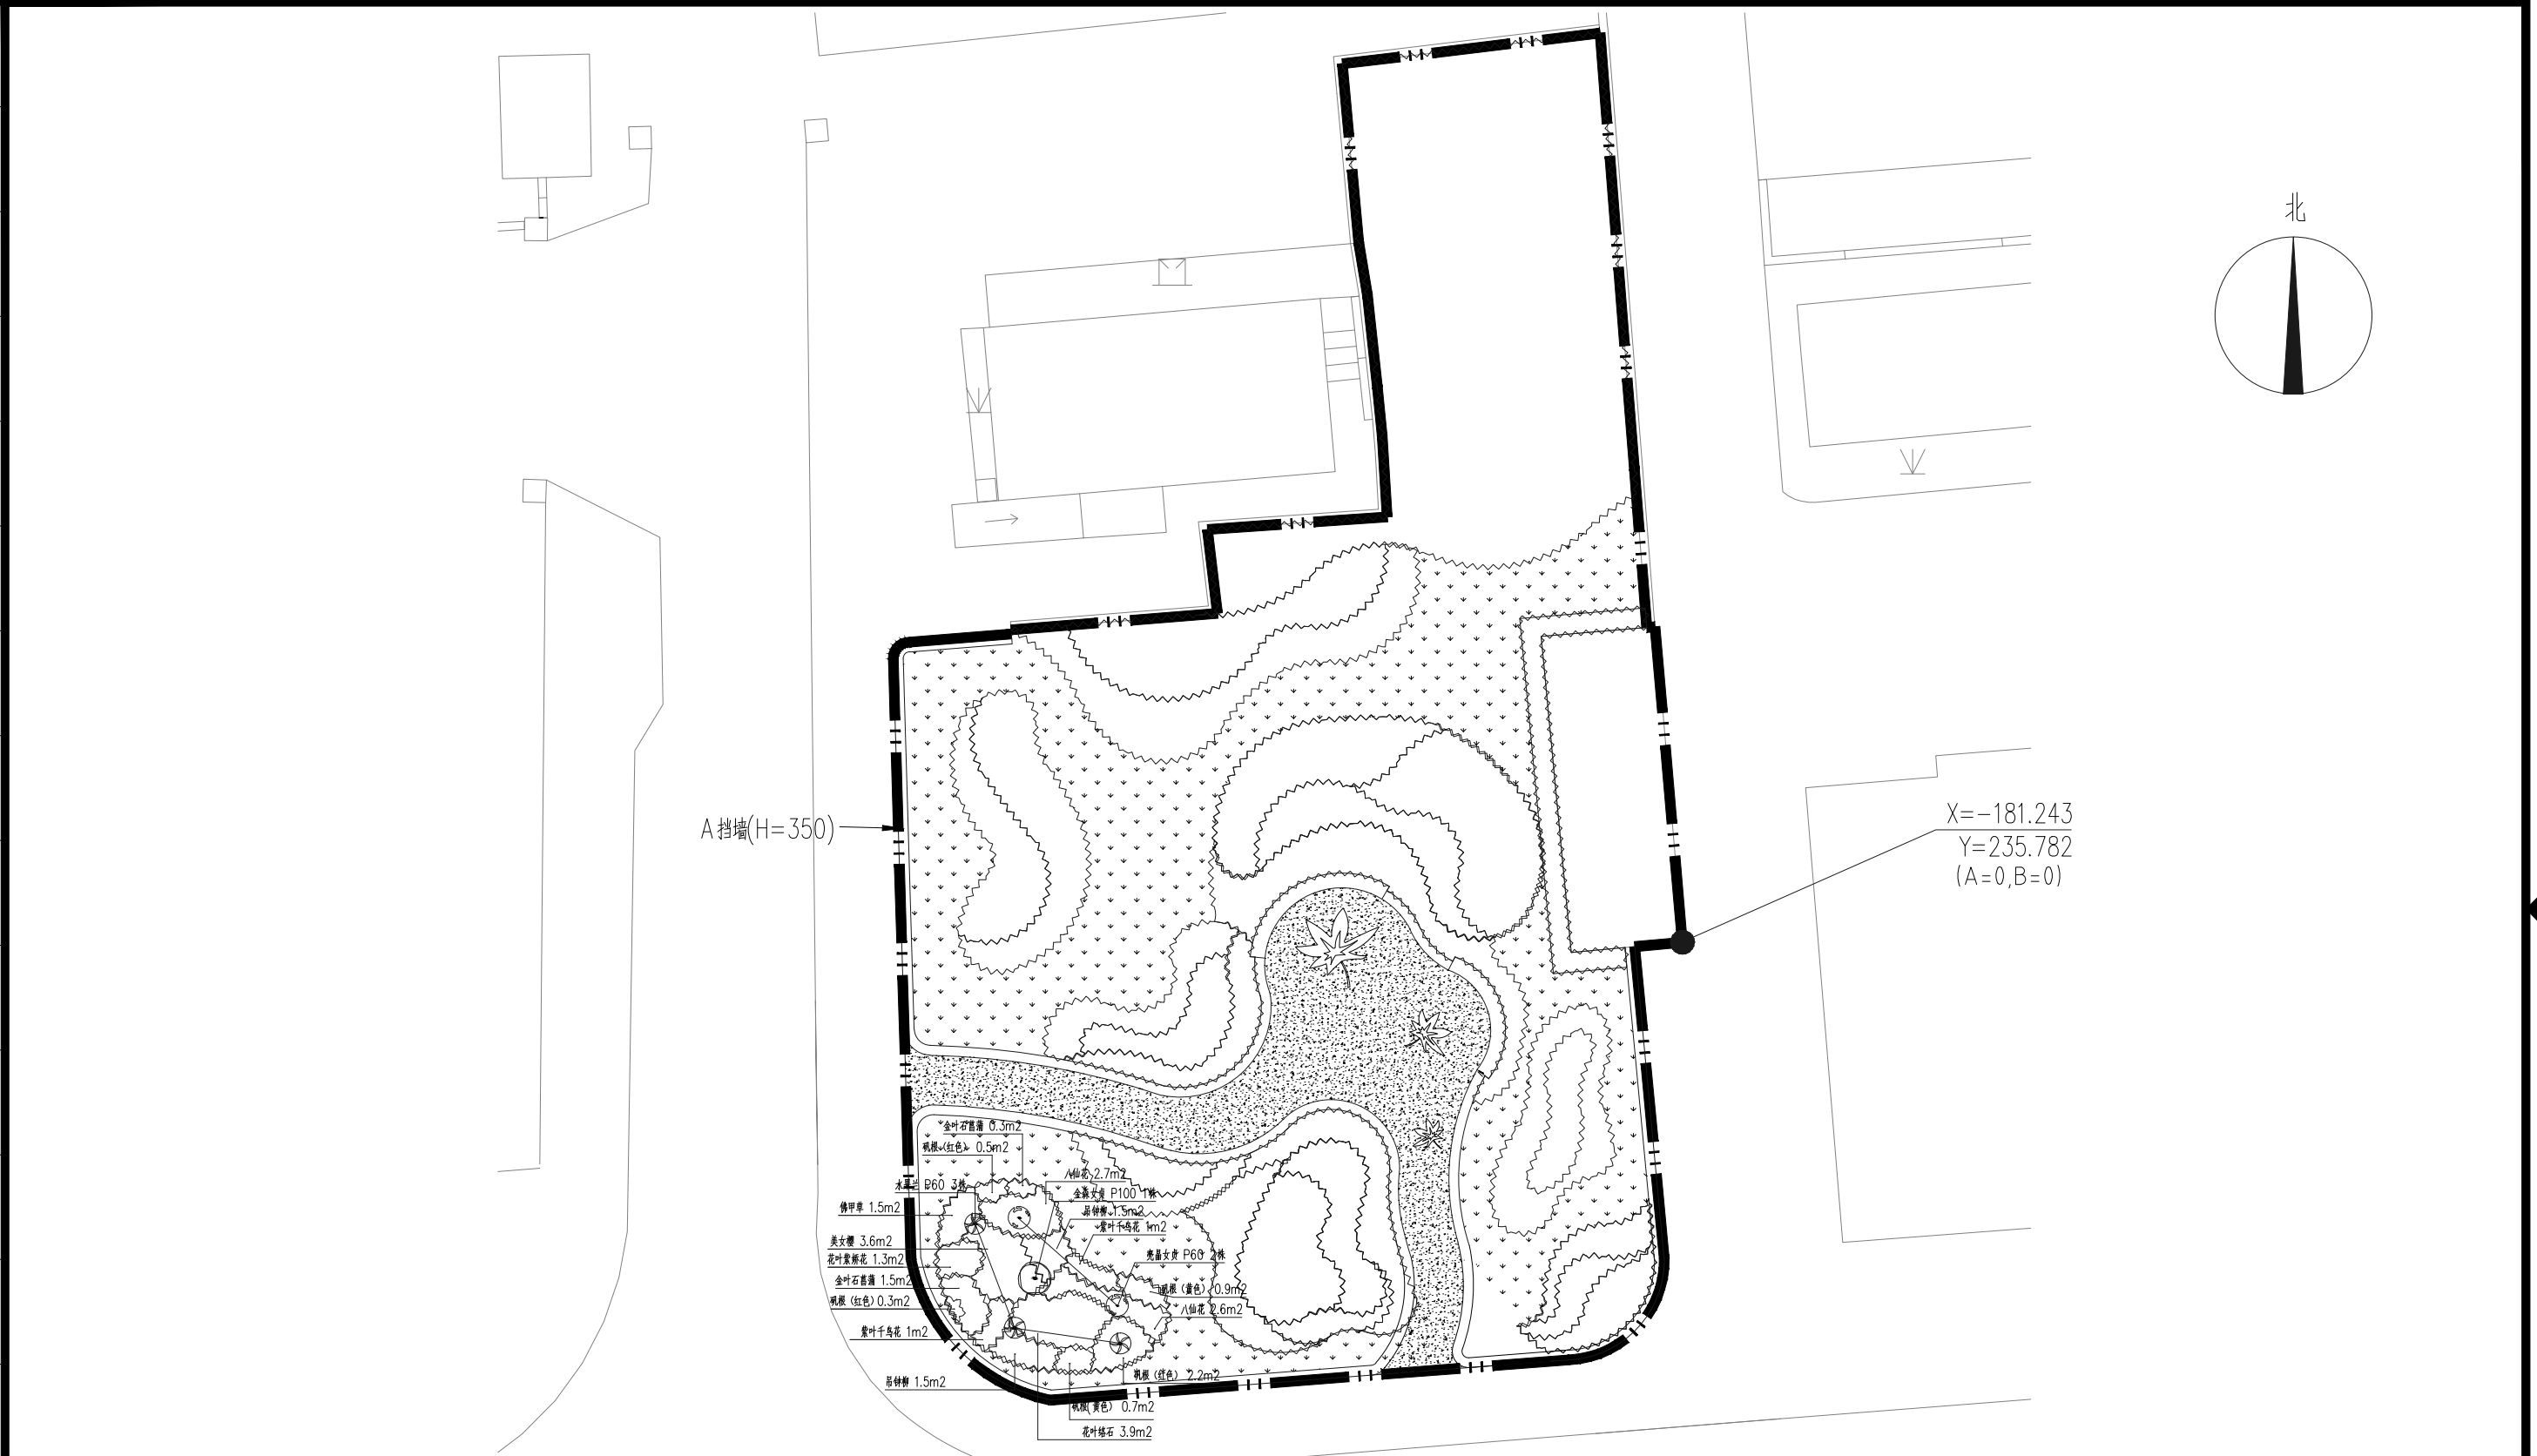 北
A挡墙(H=350)
X=-181.243
Y=235.782
(A=0,B=0)
金叶石菖蒲 0.3m2
矾根(红色) 0.5m2
八仙花 2.7m2
水果兰 P60 3株
金森女贞 P100 1株
佛甲草 1.5m2
吊钟柳 1.5m2
紫叶千鸟花 1m2
美女樱 3.6m2
亮晶女贞 P60 2株
花叶紫娇花 1.3m2
金叶石菖蒲 1.5m2
矾根(黄色) 0.9m2
矾根(红色) 0.3m2
八仙花 2.6m2
紫叶千鸟花 1m2
矾根(红色) 2.2m2
吊钟柳 1.5m2
矾根(黄色) 0.7m2
花叶络石 3.9m2